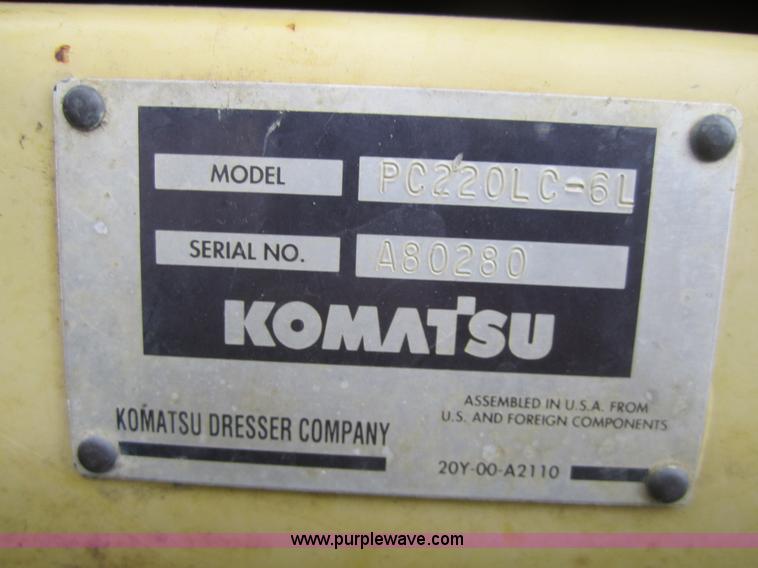 MODEL PC220LC-6L
SERIAL NO. A80280
KOMATSU
KOMATSU DRESSER COMPANY
ASSEMBLED IN U.S.A. FROM
U.S. AND FOREIGN COMPONENTS
20Y-00-A2110
www.purplewave.com